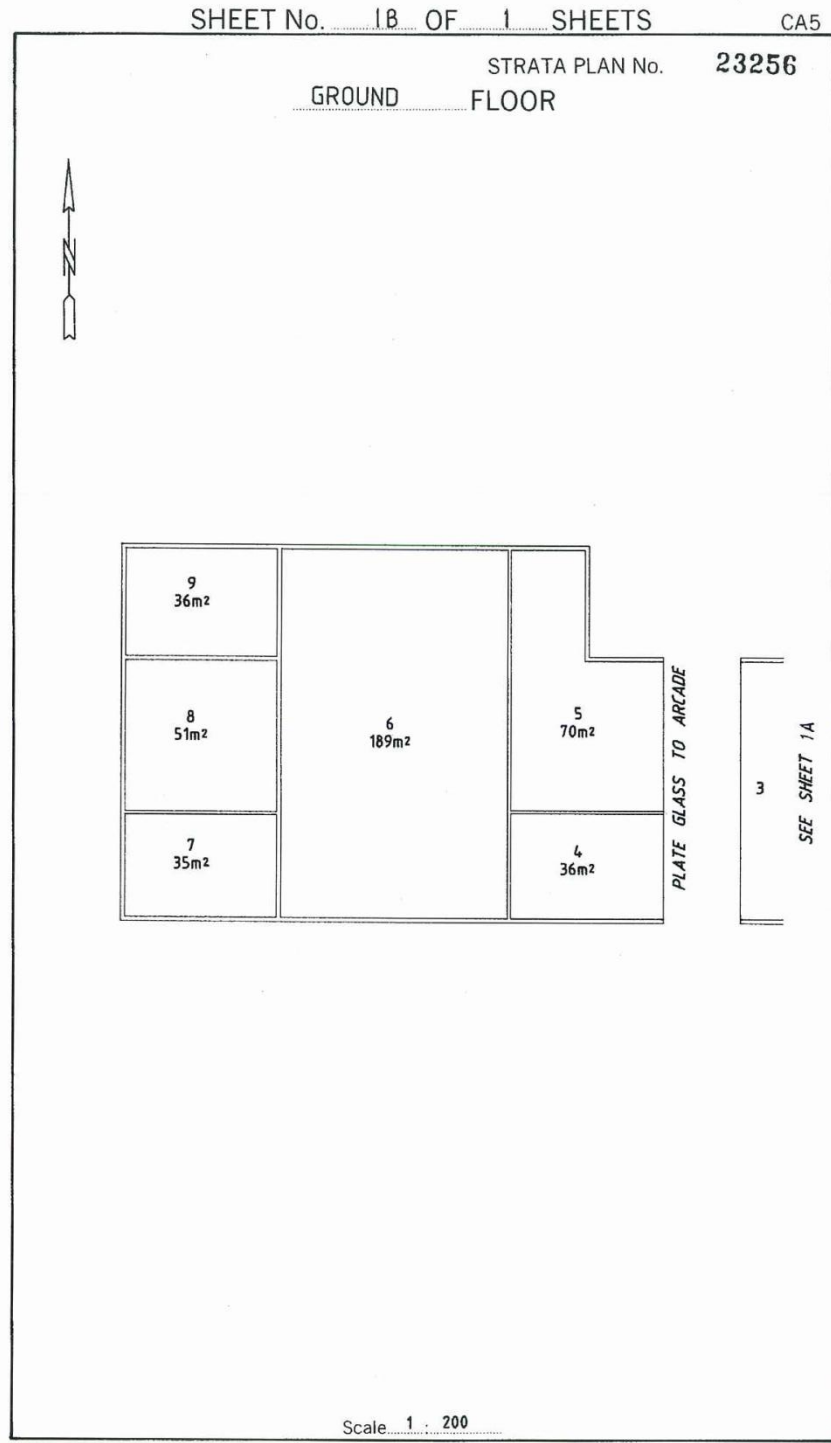 SHEET No. 1B OF 1 SHEETS CA5
STRATA PLAN No. 23256
GROUND FLOOR
N
9
36m²
8
51m²
7
35m²
6
189m²
5
70m²
4
36m²
PLATE GLASS TO ARCADE
3
SEE SHEET 1A
Scale 1 : 200